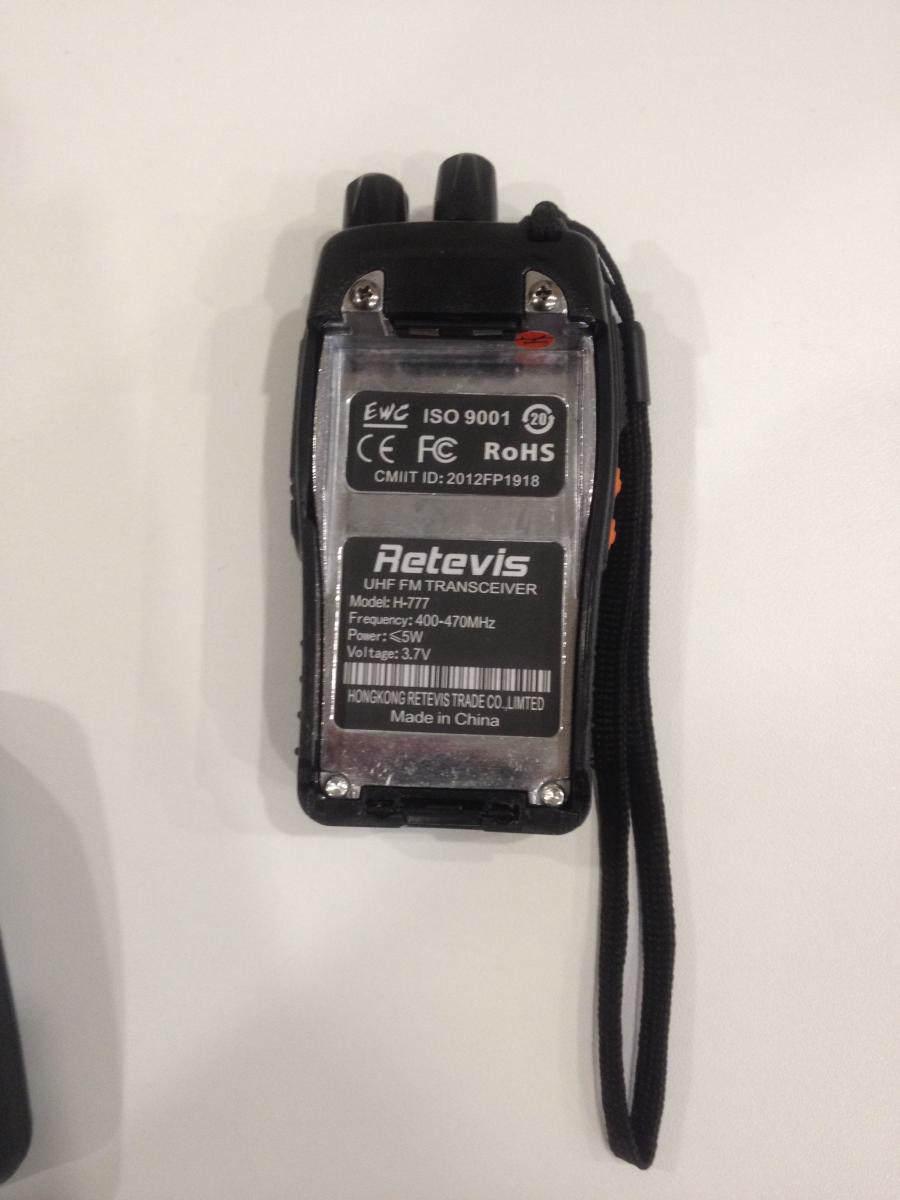 EWC ISO 9001 20
CE FC RoHS
CMIIT ID: 2012FP1918
Retevis
UHF FM TRANSCEIVER
Model: H-777
Frequency: 400-470MHz
Power: ≤5W
Voltage: 3.7V
HONGKONG RETEVIS TRADE CO.,LIMTED
Made in China